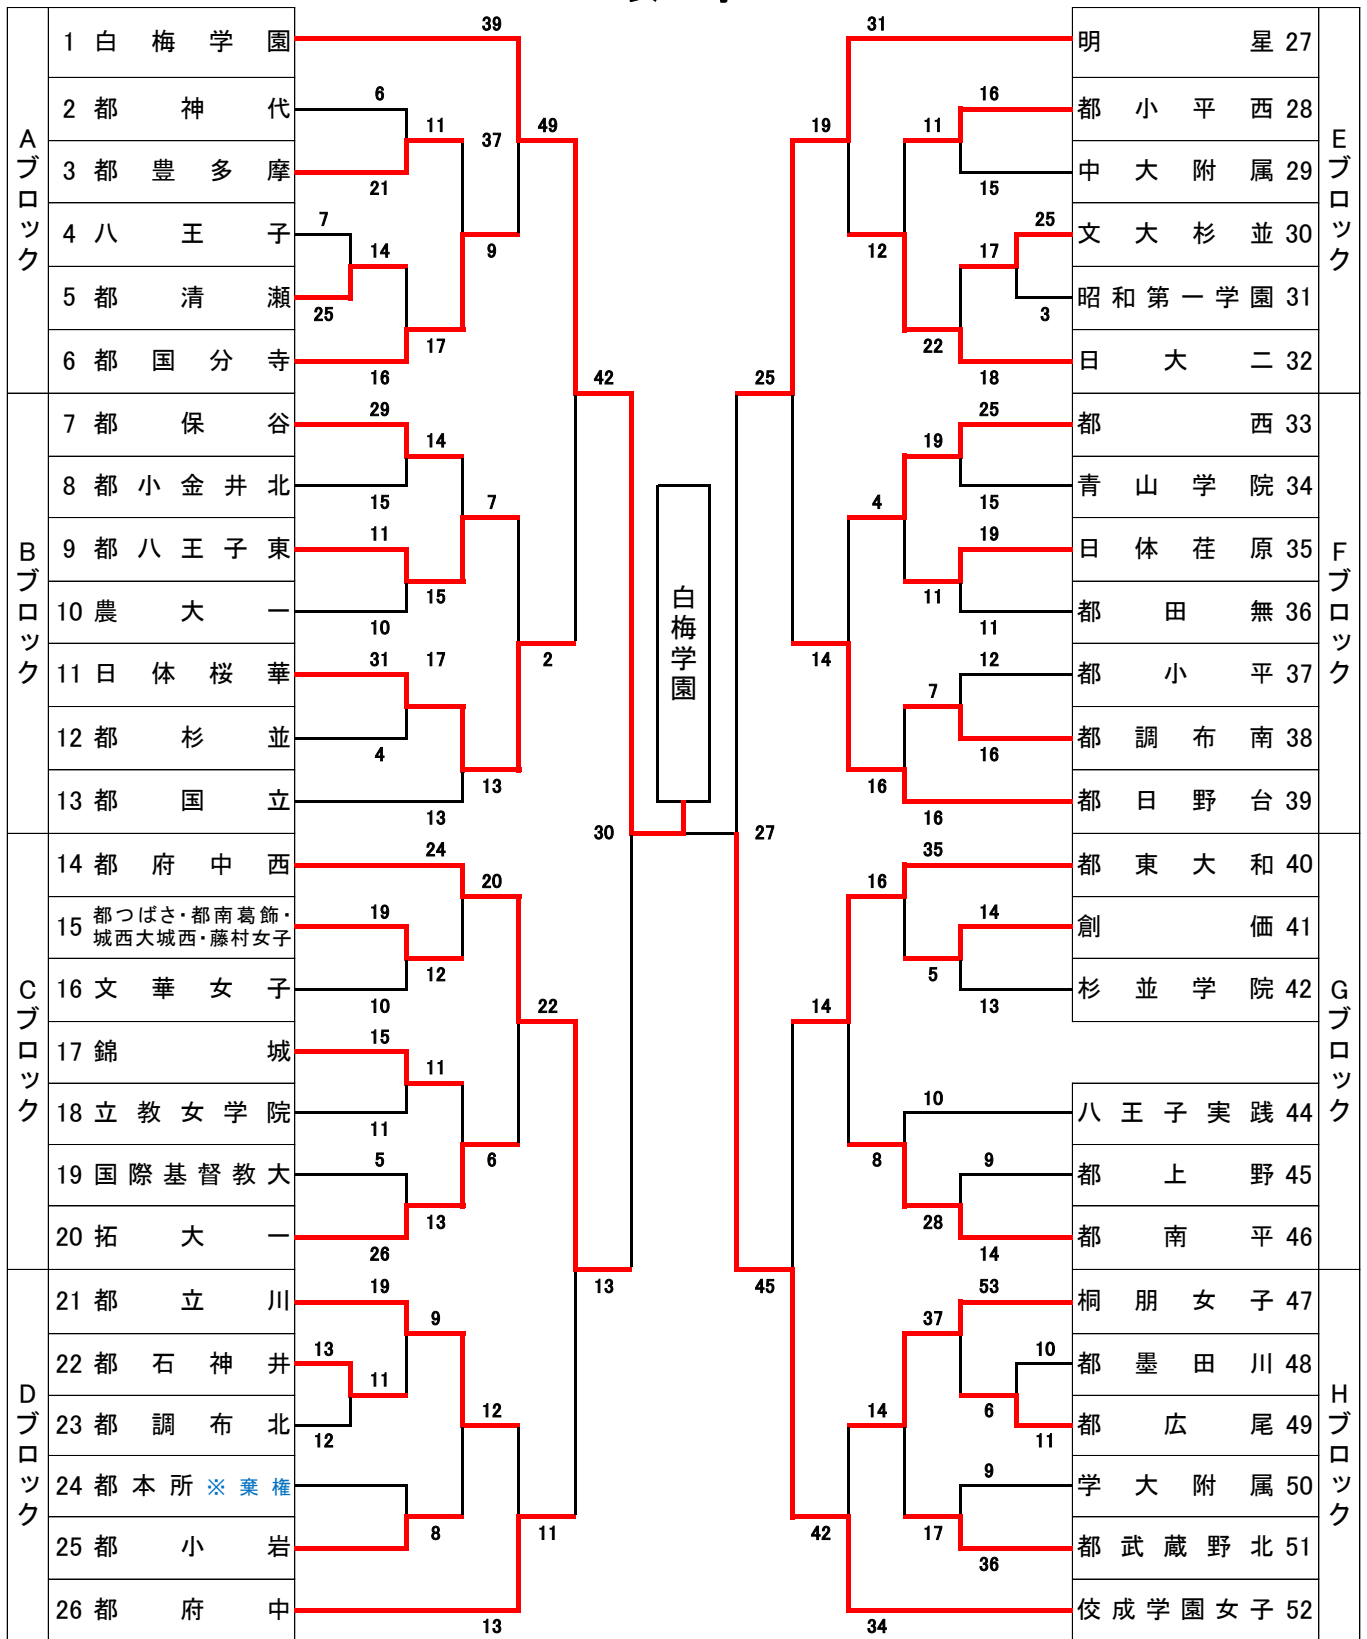 39
31
1 白梅学園
明星 27
6
16
2 都神代
都小平西 28
11
37
49
19
11
Aブロック
Eブロック
3 都豊多摩
中大附属 29
21
15
7
25
4 八王子
文大杉並 30
14
9
12
17
5 都清瀬
昭和第一学園 31
25
3
17
22
6 都国分寺
日大二 32
16
42
25
18
29
25
7 都保谷
都西 33
14
19
8 都小金井北
青山学院 34
15
7
4
15
11
19
Bブロック
Fブロック
9 都八王子東
日体荏原 35
15
11
10 農大一
都田無 36
10
11
白梅学園
31
17
2
14
12
11 日体桜華
都小平 37
7
12 都杉並
都調布南 38
4
16
13
16
13 都国立
都日野台 39
13
16
30
27
24
35
14 都府中西
都東大和 40
20
16
19
14
15 都つばさ・都南葛飾・
城西大城西・藤村女子
創価 41
12
5
Cブロック
Gブロック
16 文華女子
杉並学院 42
10
22
14
13
15
17 錦城
11
10
18 立教女学院
八王子実践 44
11
5
6
8
9
19 国際基督教大
都上野 45
13
28
20 拓大一
都南平 46
26
14
19
13
45
53
21 都立川
桐朋女子 47
9
37
13
10
22 都石神井
都墨田川 48
11
6
Dブロック
Hブロック
23 都調布北
都広尾 49
12
12
14
11
9
24 都本所 ※棄権
学大附属 50
8
11
42
17
25 都小岩
都武蔵野北 51
36
26 都府中
佼成学園女子 52
13
34